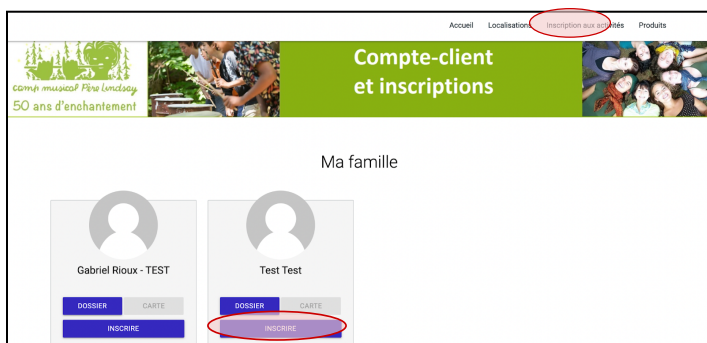 Accueil Localisations Inscription aux activités Produits
camp musical Père Lindsay
50 ans d'enchantement
Compte-client
et inscriptions
Ma famille
Gabriel Rioux - TEST
DOSSIER CARTE
INSCRIRE
Test Test
DOSSIER CARTE
INSCRIRE